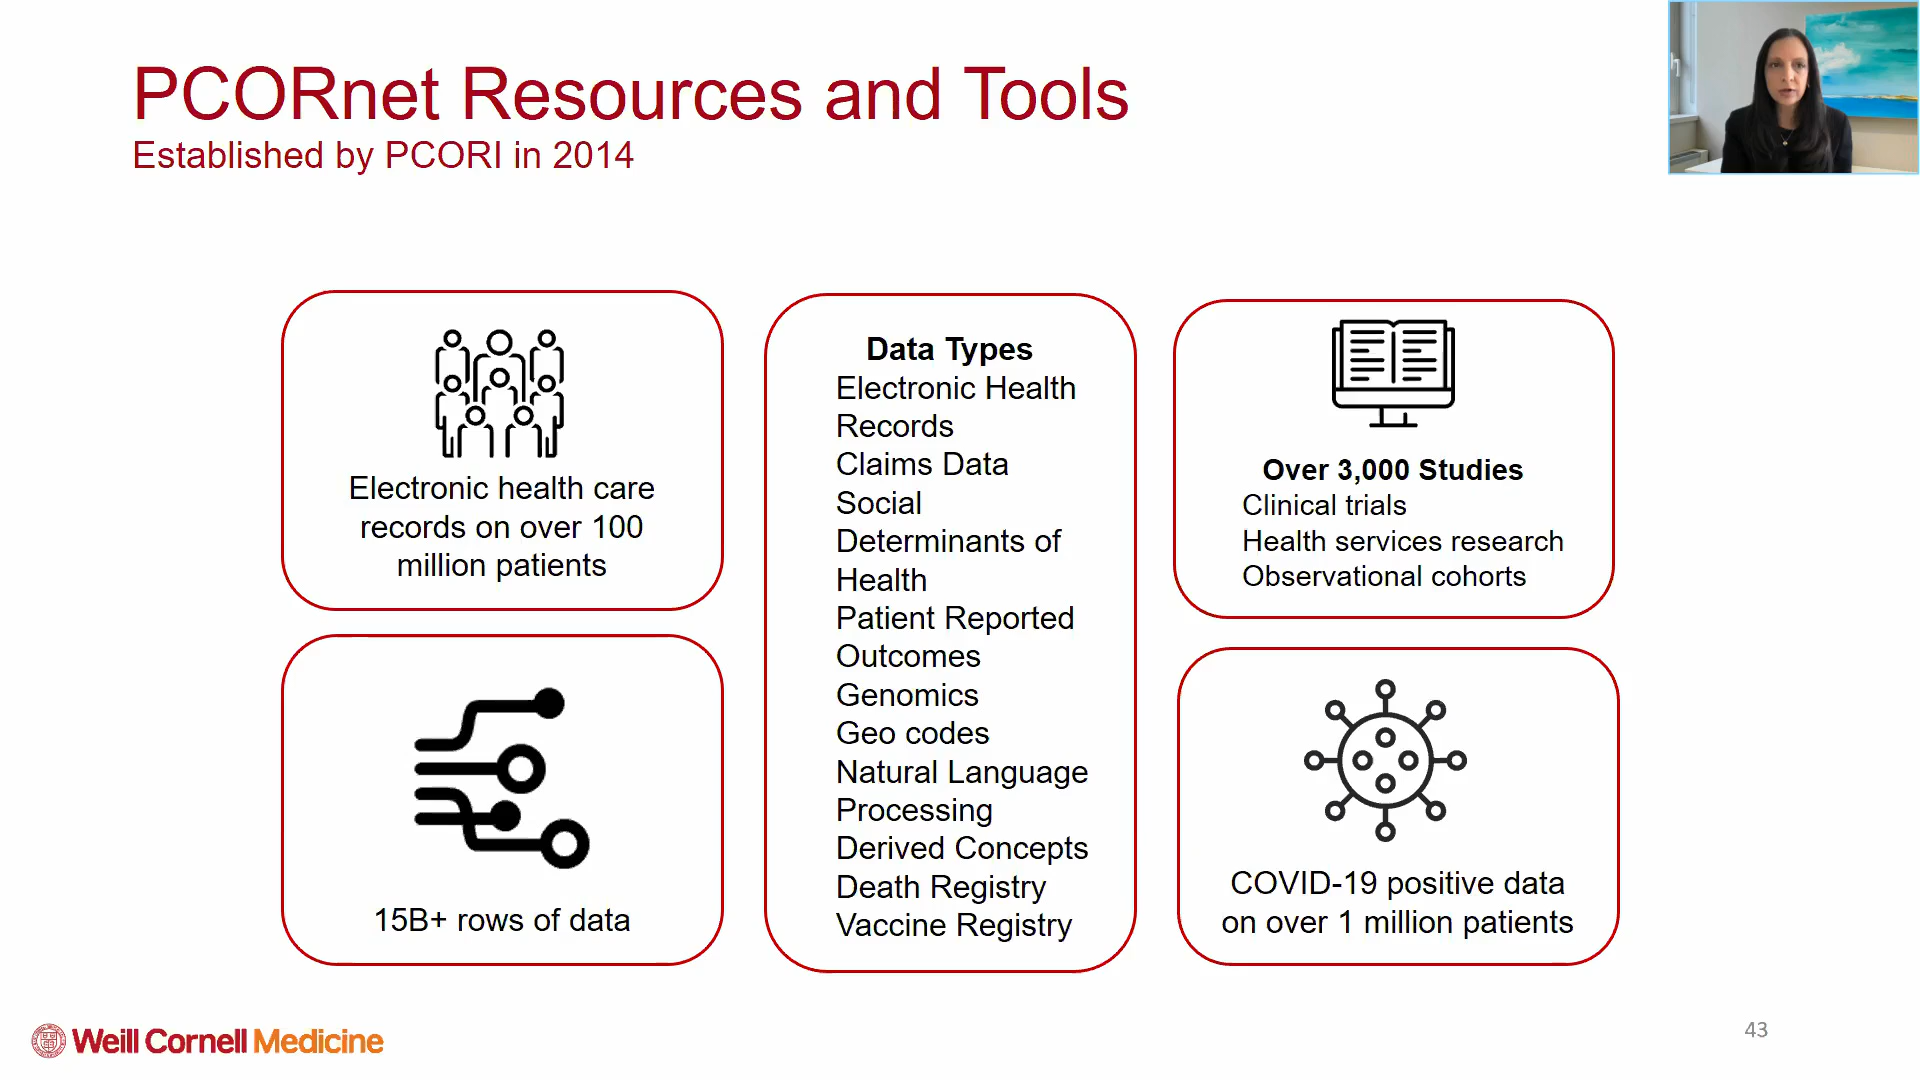 PCORnet Resources and Tools
Established by PCORI in 2014
Electronic health care
records on over 100
million patients
15B+ rows of data
Data Types
Electronic Health
Records
Claims Data
Social
Determinants of
Health
Patient Reported
Outcomes
Genomics
Geo codes
Natural Language
Processing
Derived Concepts
Death Registry
Vaccine Registry
Over 3,000 Studies
Clinical trials
Health services research
Observational cohorts
COVID-19 positive data
on over 1 million patients
Weill Cornell Medicine
43